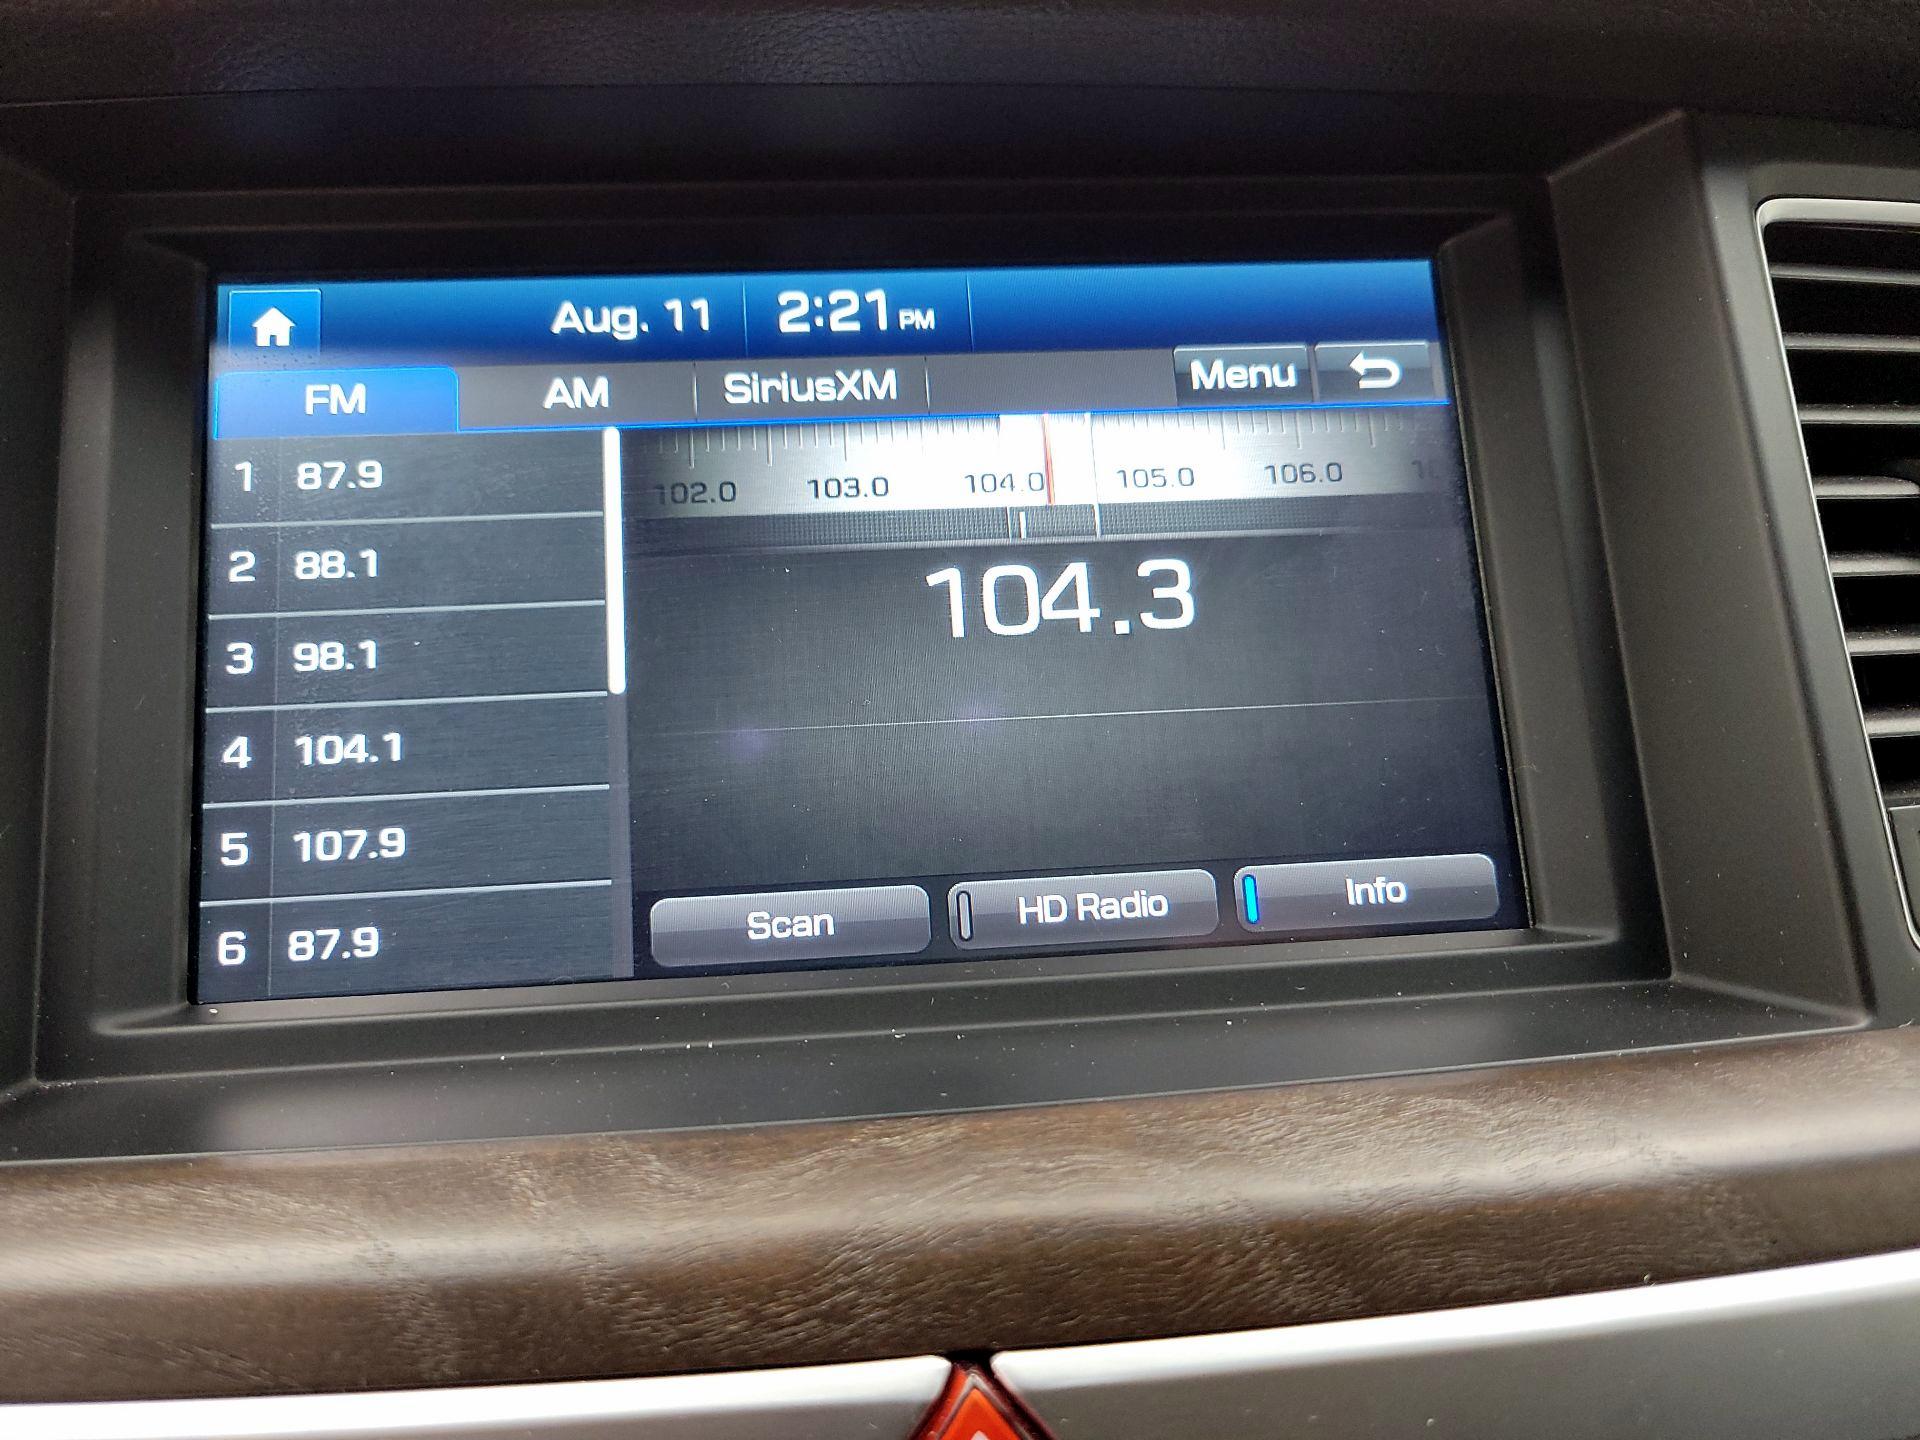 Aug. 11 2:21 PM
FM AM SiriusXM Menu
1 87.9
2 88.1
3 98.1
4 104.1
5 107.9
6 87.9
102.0 103.0 104.0 105.0 106.0
104.3
Scan HD Radio Info